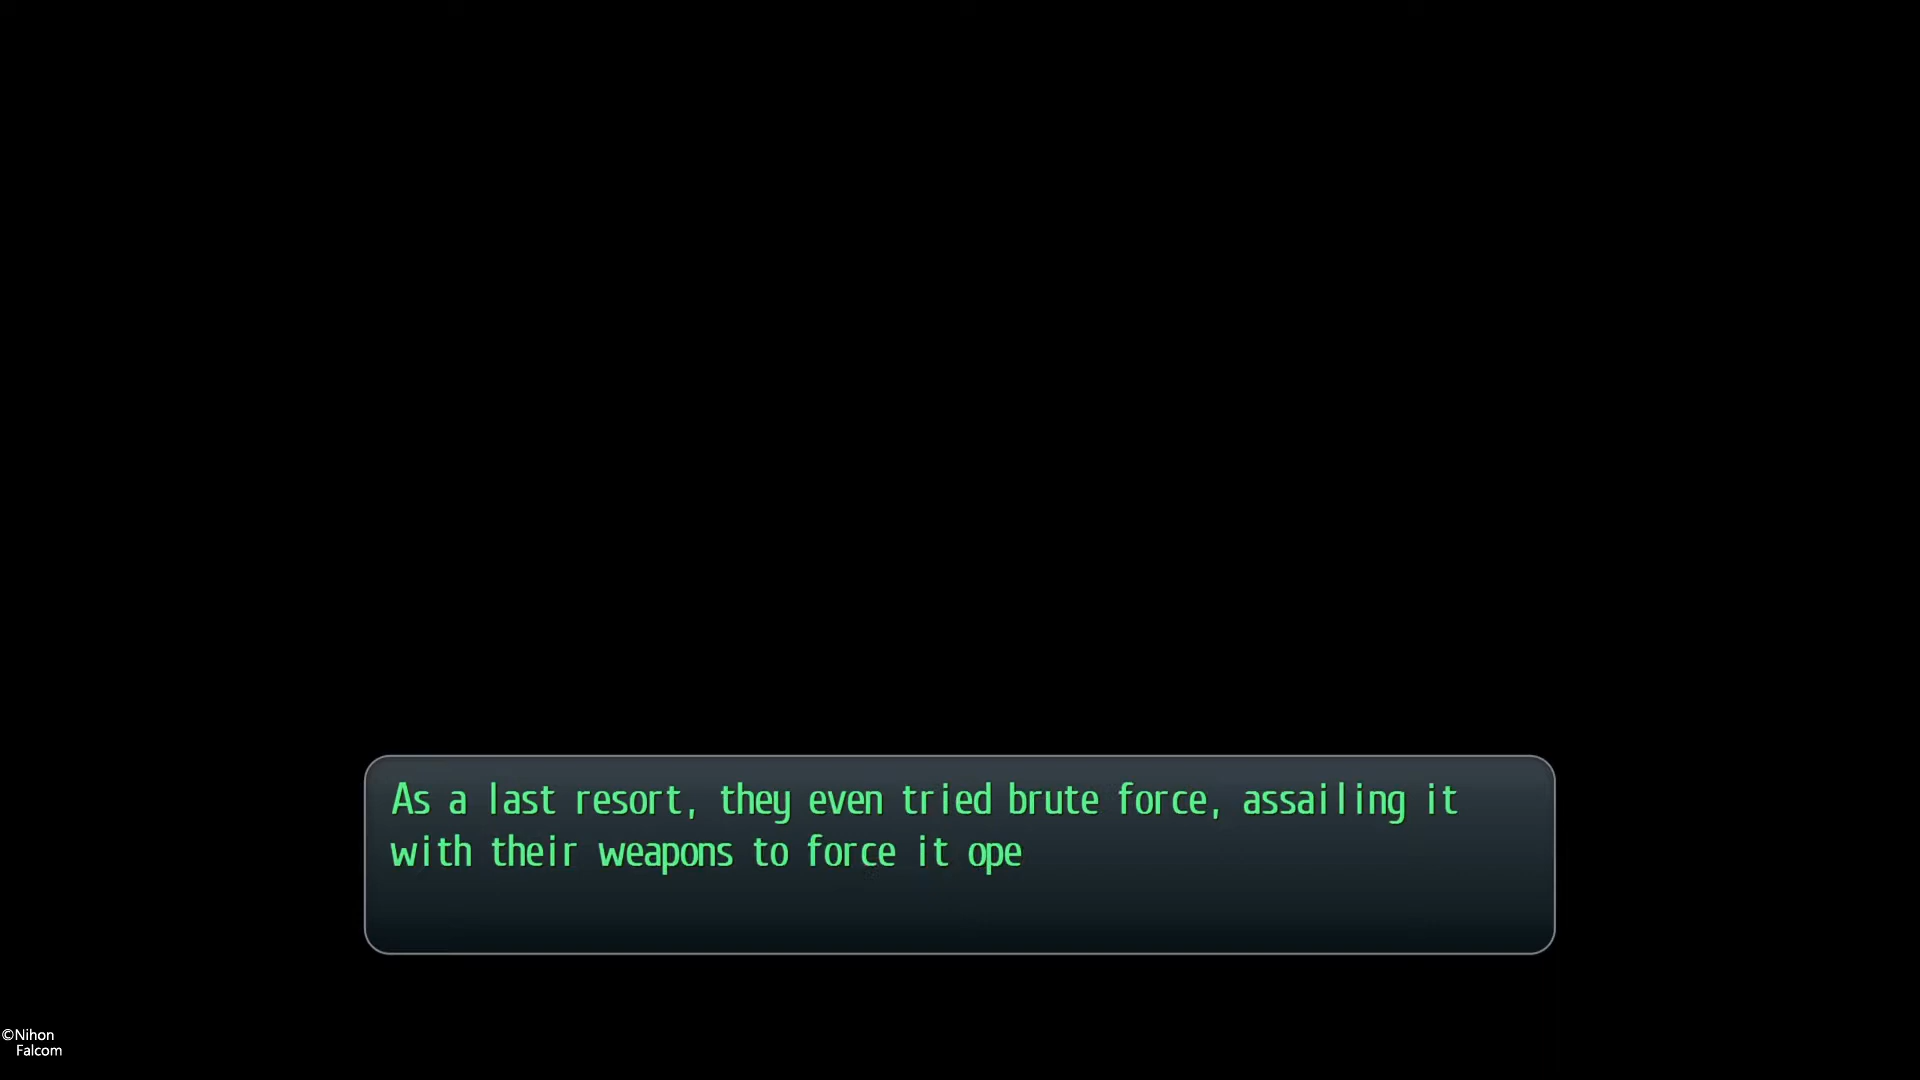 As a last resort, they even tried brute force, assailing it
with their weapons to force it ope
©Nihon
Falcom